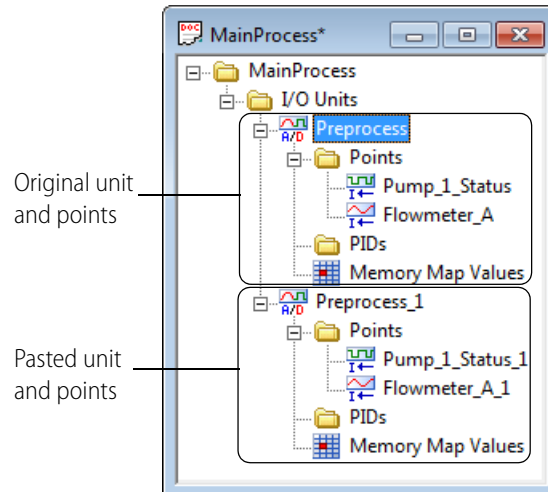 MainProcess*
MainProcess
I/O Units
A/D Preprocess
Points
I Pump_1_Status
I Flowmeter_A
PIDs
Memory Map Values
Original unit
and points
A/D Preprocess_1
Points
I Pump_1_Status_1
I Flowmeter_A_1
PIDs
Memory Map Values
Pasted unit
and points